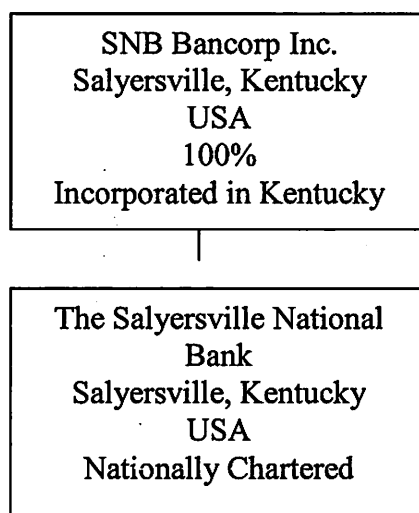 SNB Bancorp Inc.
Salyersville, Kentucky
USA
100%
Incorporated in Kentucky
The Salyersville National
Bank
Salyersville, Kentucky
USA
Nationally Chartered